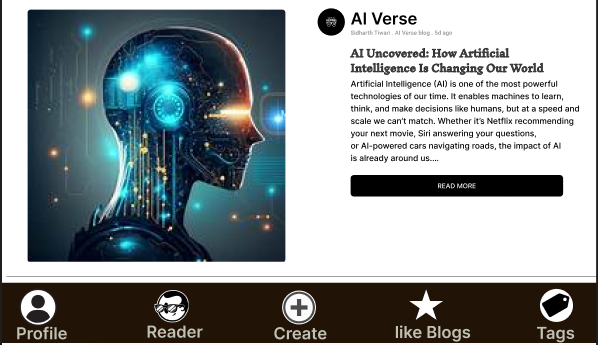 AI Verse
Sidharth Tiwari . AI Verse blog . 5d ago
AI Uncovered: How Artificial
Intelligence Is Changing Our World
Artificial Intelligence (AI) is one of the most powerful
technologies of our time. It enables machines to learn,
think, and make decisions like humans, but at a speed and
scale we can't match. Whether it's Netflix recommending
your next movie, Siri answering your questions,
or AI-powered cars navigating roads, the impact of AI
is already around us....
READ MORE
Profile
Reader
Create
like Blogs
Tags